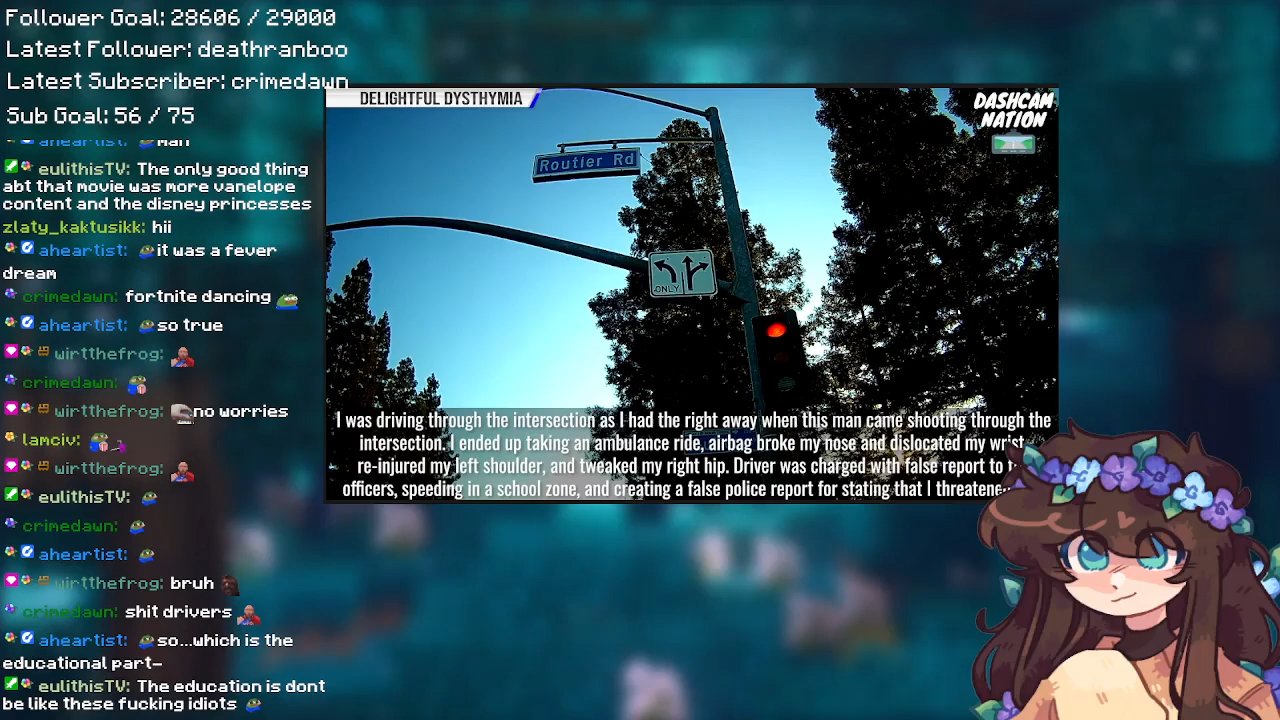 Follower Goal: 28606 / 29000
Latest Follower: deathranboo
Latest Subscriber: crimedawn
Sub Goal: 56 / 75
aheartist: man
eulithisTV: The only good thing
abt that movie was more vanelope
content and the disney princesses
zlaty_kaktusikk: hii
aheartist: it was a fever
dream
crimedawn: fortnite dancing
aheartist: so true
wirtthefrog:
crimedawn:
wirtthefrog: no worries
lamciv:
wirtthefrog:
eulithisTV:
crimedawn:
aheartist:
wirtthefrog: bruh
crimedawn: shit drivers
aheartist: so...which is the
educational part-
eulithisTV: The education is dont
be like these fucking idiots
DELIGHTFUL DYSTHYMIA
DASHCAM
NATION
Routier Rd
ONLY
I was driving through the intersection as I had the right away when this man came shooting through the
intersection. I ended up taking an ambulance ride, airbag broke my nose and dislocated my wrist
re-injured my left shoulder, and tweaked my right hip. Driver was charged with false report to
officers, speeding in a school zone, and creating a false police report for stating that I threatene